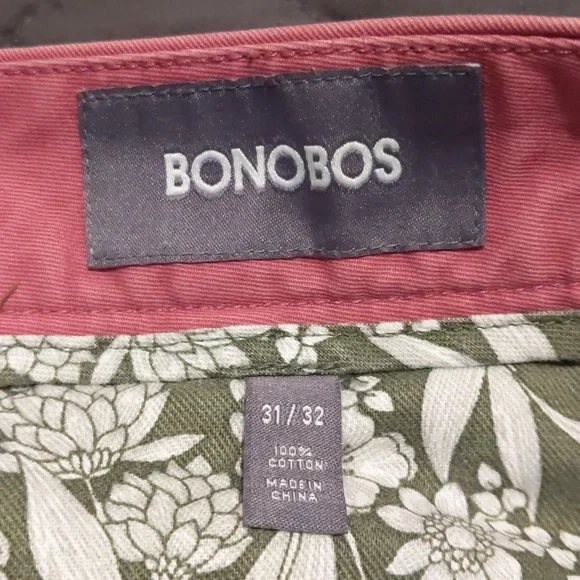 BONOBOS
31 / 32
100%
COTTON
MADE IN
CHINA